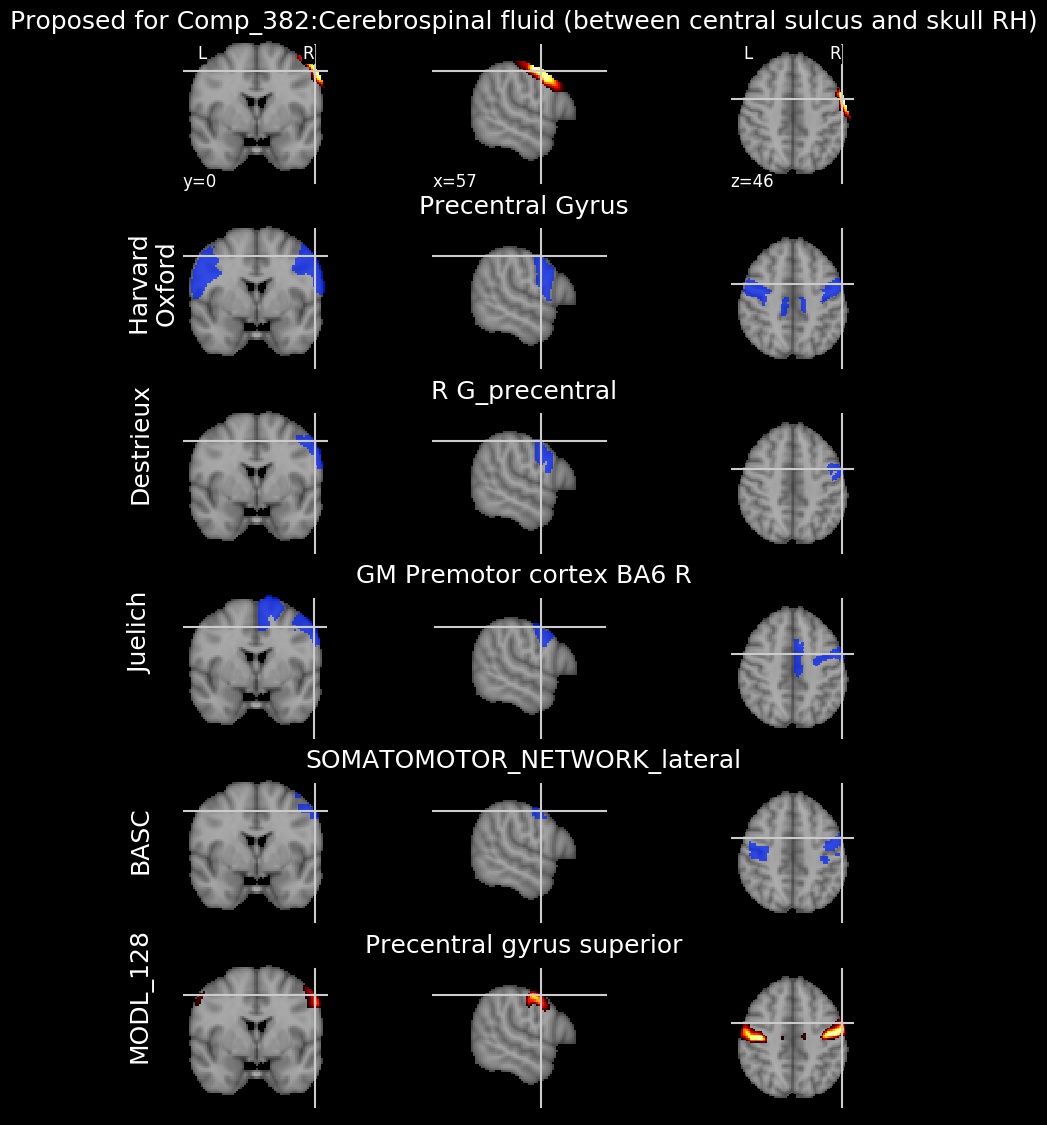 Proposed for Comp_382:Cerebrospinal fluid (between central sulcus and skull RH)
L R
L R
y=0
x=57
z=46
Precentral Gyrus
Harvard
Oxford
R G_precentral
Destrieux
GM Premotor cortex BA6 R
Juelich
SOMATOMOTOR_NETWORK_lateral
BASC
Precentral gyrus superior
MODL_128